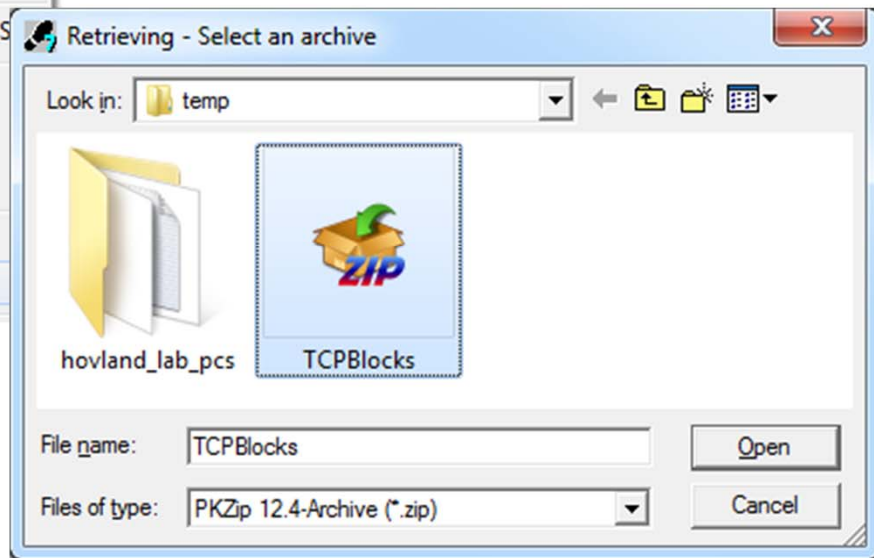 S
Retrieving - Select an archive
x
Look in: temp
ZIP
hovland_lab_pcs
TCPBlocks
File name: TCPBlocks
Open
Files of type: PKZip 12.4-Archive (*.zip)
Cancel